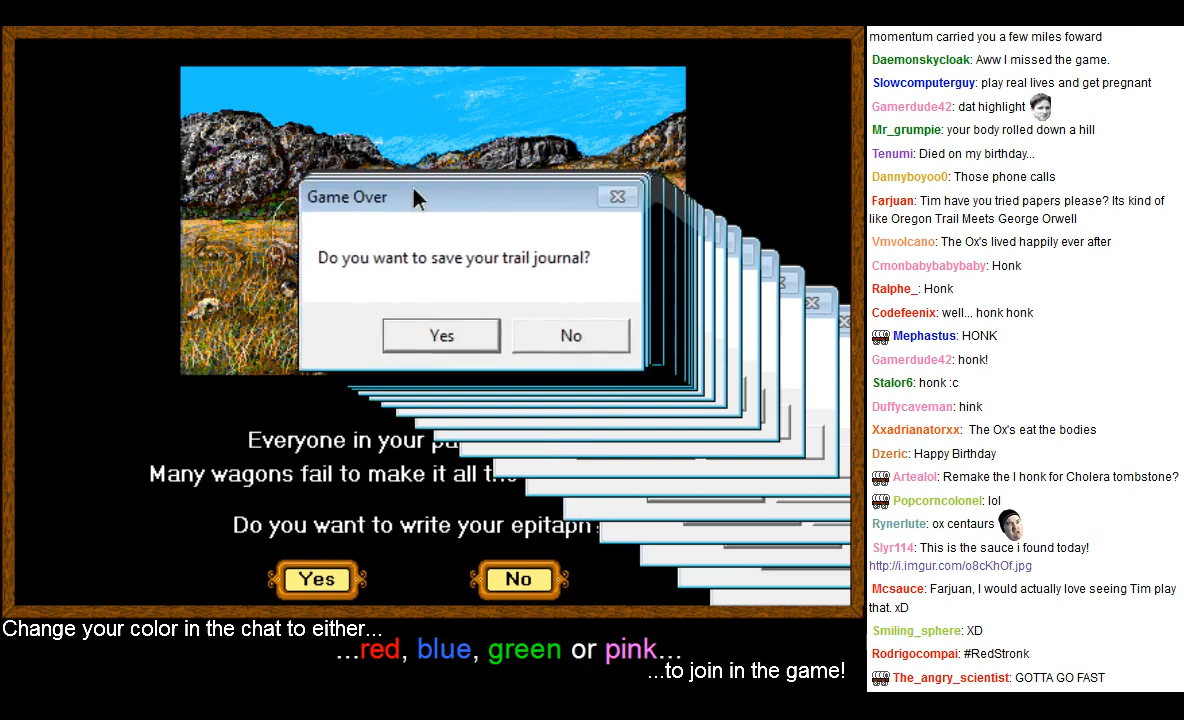 Game Over
Do you want to save your trail journal?
Yes
No
Everyone in your
Many wagons fail to make it all
Do you want to write your epitaph
Yes
No
Change your color in the chat to either...
...red, blue, green or pink...
...to join in the game!
momentum carried you a few miles foward
Daemonskycloak: Aww I missed the game.
Slowcomputerguy: play real lives and get pregnant
Gamerdude42: dat highlight
Mr_grumpie: your body rolled down a hill
Tenumi: Died on my birthday...
Dannyboyoo0: Those phone calls
Farjuan: Tim have you tried papers please? Its kind of
like Oregon Trail Meets George Orwell
Vmvolcano: The Ox's lived happily ever after
Cmonbabybabybaby: Honk
Ralphe_: Honk
Codefeenix: well... honk honk
Mephastus: HONK
Gamerdude42: honk!
Stalor6: honk :c
Duffycaveman: hink
Xxadrianatorxx: The Ox's eat the bodies
Dzeric: Happy Birthday
Artealol: Remake the I honk for Cholera tombstone?
Popcorncolonel: lol
Rynerlute: ox centaurs
Slyr114: This is the sauce i found today!
http://i.imgur.com/o8cKhOf.jpg
Mcsauce: Farjuan, I would actually love seeing Tim play
that. xD
Smiling_sphere: XD
Rodrigocompai: #RedStronk
The_angry_scientist: GOTTA GO FAST